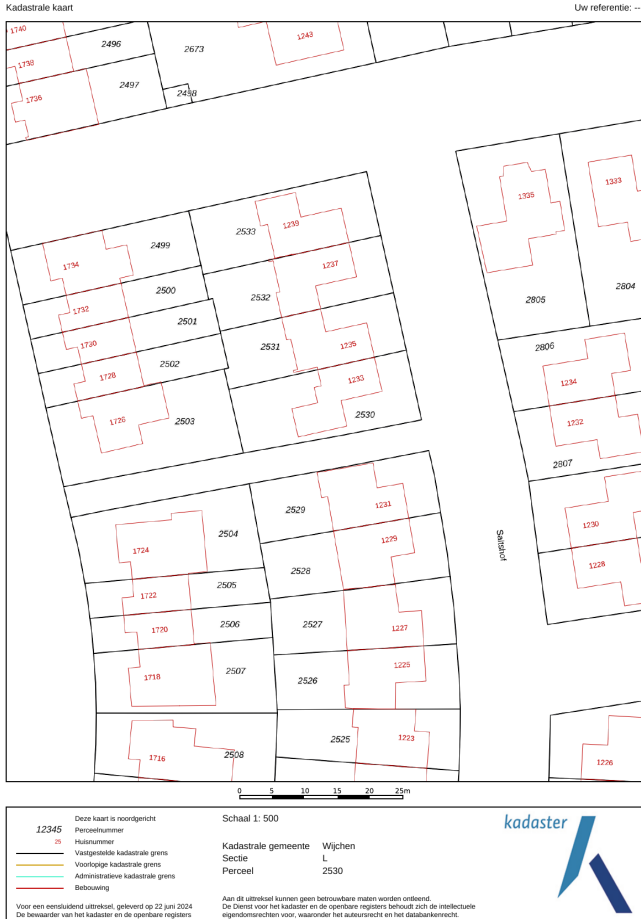 Kadastrale kaart
Uw referentie: --
1740
2496
2673
1243
1738
2497
2498
1736
1335
1333
2533
1239
2499
1734
1237
2500
2532
2805
2804
1732
2501
1730
2531
1235
2806
2502
1728
1233
1234
1726
2503
2530
1232
2807
2529
1231
1230
2504
1229
Saltshof
1724
1228
2528
2505
1722
2506
1720
2527
1227
2507
1225
1718
2526
2525
1223
2508
1716
1226
0 5 10 15 20 25m
Deze kaart is noordgericht
12345 Perceelnummer
25 Huisnummer
Vastgestelde kadastrale grens
Voorlopige kadastrale grens
Administratieve kadastrale grens
Bebouwing
Voor een eensluidend uittreksel, geleverd op 22 juni 2024
De bewaarder van het kadaster en de openbare registers
Schaal 1: 500
Kadastrale gemeente Wijchen
Sectie L
Perceel 2530
Aan dit uittreksel kunnen geen betrouwbare maten worden ontleend.
De Dienst voor het kadaster en de openbare registers behoudt zich de intellectuele
eigendomsrechten voor, waaronder het auteursrecht en het databankenrecht.
kadaster